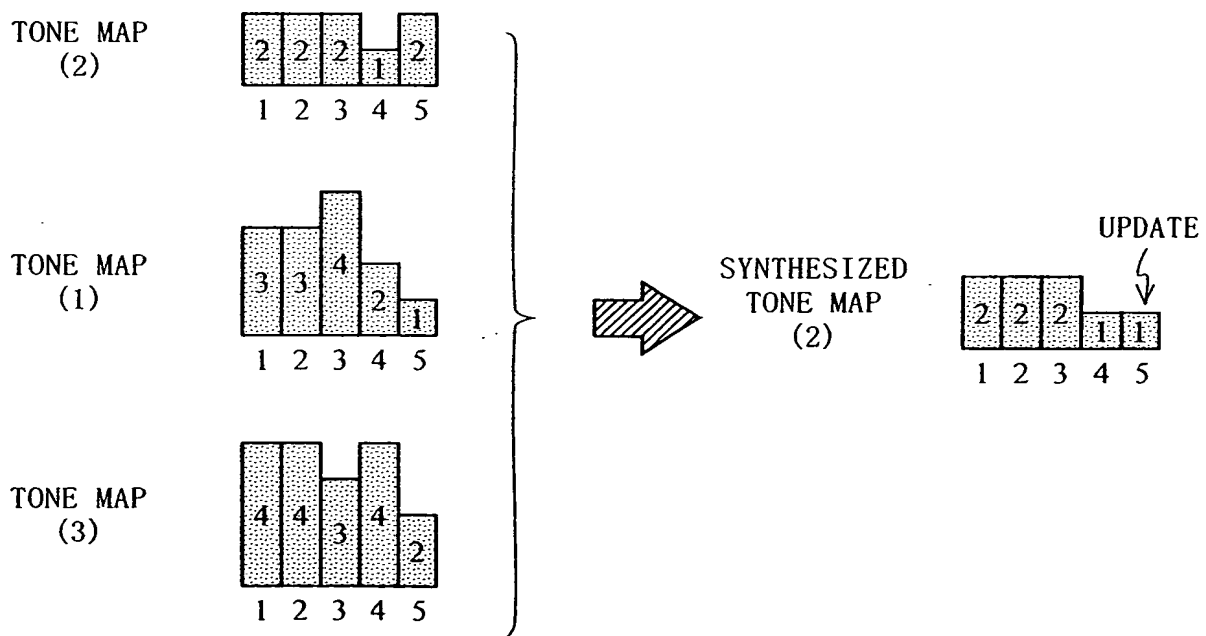 TONE MAP
(2)
2 2 2 1 2
1 2 3 4 5
TONE MAP
(1)
3 3 4 2 1
1 2 3 4 5
TONE MAP
(3)
4 4 3 4 2
1 2 3 4 5
SYNTHESIZED
TONE MAP
(2)
UPDATE
2 2 2 1 1
1 2 3 4 5